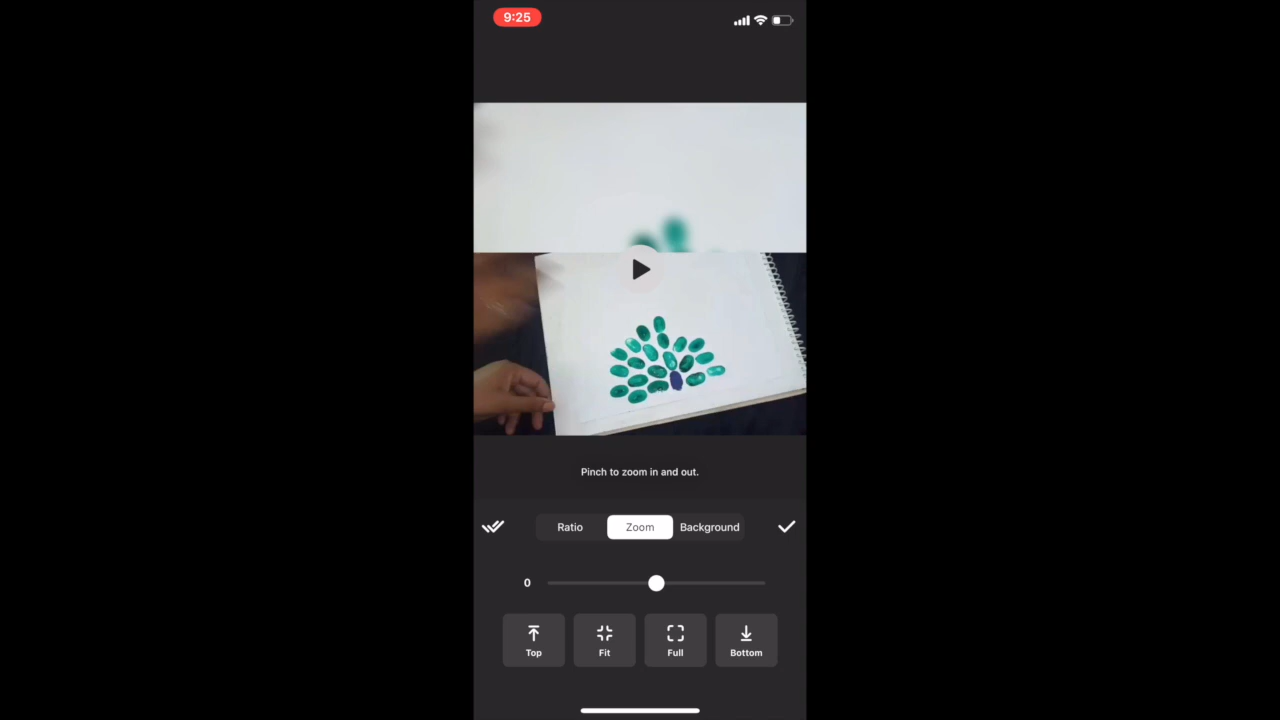 9:25
Pinch to zoom in and out.
Ratio Zoom Background
0
Top Fit Full Bottom